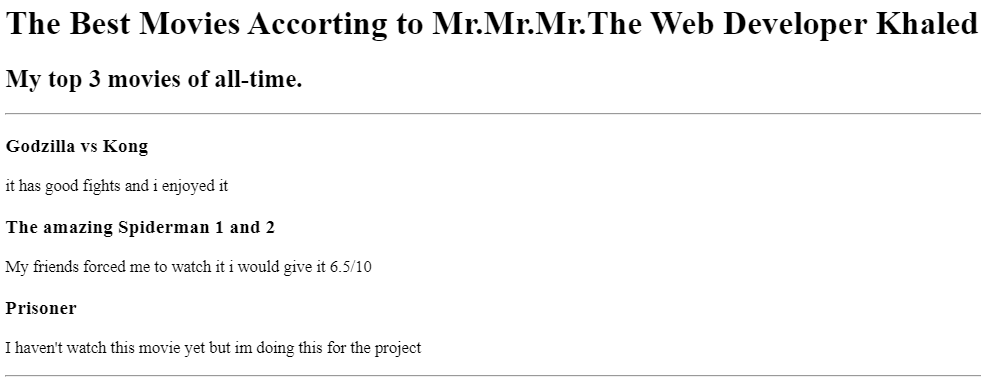 The Best Movies Accorting to Mr.Mr.Mr.The Web Developer Khaled
My top 3 movies of all-time.
Godzilla vs Kong
it has good fights and i enjoyed it
The amazing Spiderman 1 and 2
My friends forced me to watch it i would give it 6.5/10
Prisoner
I haven't watch this movie yet but im doing this for the project